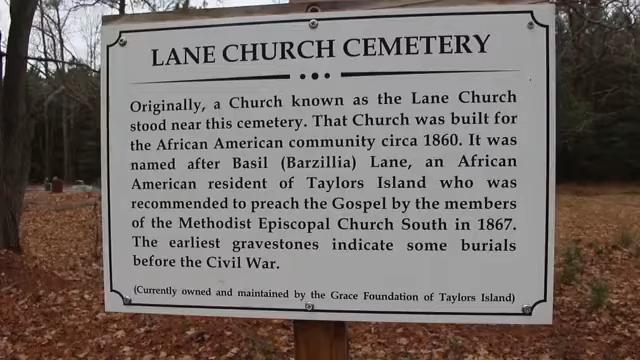 LANE CHURCH CEMETERY
Originally, a Church known as the Lane Church
stood near this cemetery. That Church was built for
the African American community circa 1860. It was
named after Basil (Barzillia) Lane, an African
American resident of Taylors Island who was
recommended to preach the Gospel by the members
of the Methodist Episcopal Church South in 1867.
The earliest gravestones indicate some burials
before the Civil War.
(Currently owned and maintained by the Grace Foundation of Taylors Island)